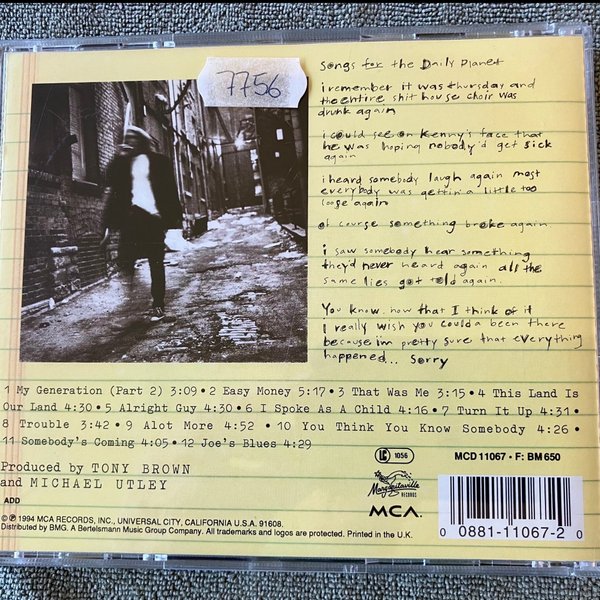 7756
Songs for the Daily Planet
i remember it was thursday and
the entire shit house choir was
drunk again
i could see on Kenny's face that
he was hoping nobody'd get sick
again
i heard somebody laugh again most
everybody was gettin' a little too
loose again
of course something broke again.
i saw somebody hear something
they'd never heard again all the
same lies got told again.
You know. now that I think of it
i really wish you coulda been there
because i'm pretty sure that everything
happened... Sorry
1 My Generation (Part 2) 3:09 • 2 Easy Money 5:17 • 3 That Was Me 3:15 • 4 This Land Is
Our Land 4:30 • 5 Alright Guy 4:30 • 6 I Spoke As A Child 4:16 • 7 Turn It Up 4:31 •
8 Trouble 3:42 • 9 Alot More 4:52 • 10 You Think You Know Somebody 4:26 •
11 Somebody's Coming 4:05 • 12 Joe's Blues 4:29
Produced by TONY BROWN
and MICHAEL UTLEY
ADD
LC 1056
MCD 11067 • F: BM 650
Margaritaville
RECORDS
MCA.
0 0881-11067-2 0
© ℗ 1994 MCA RECORDS, INC., UNIVERSAL CITY, CALIFORNIA U.S.A. 91608.
Distributed by BMG. A Bertelsmann Music Group Company. All trademarks and logos are protected. Printed in the U.K.